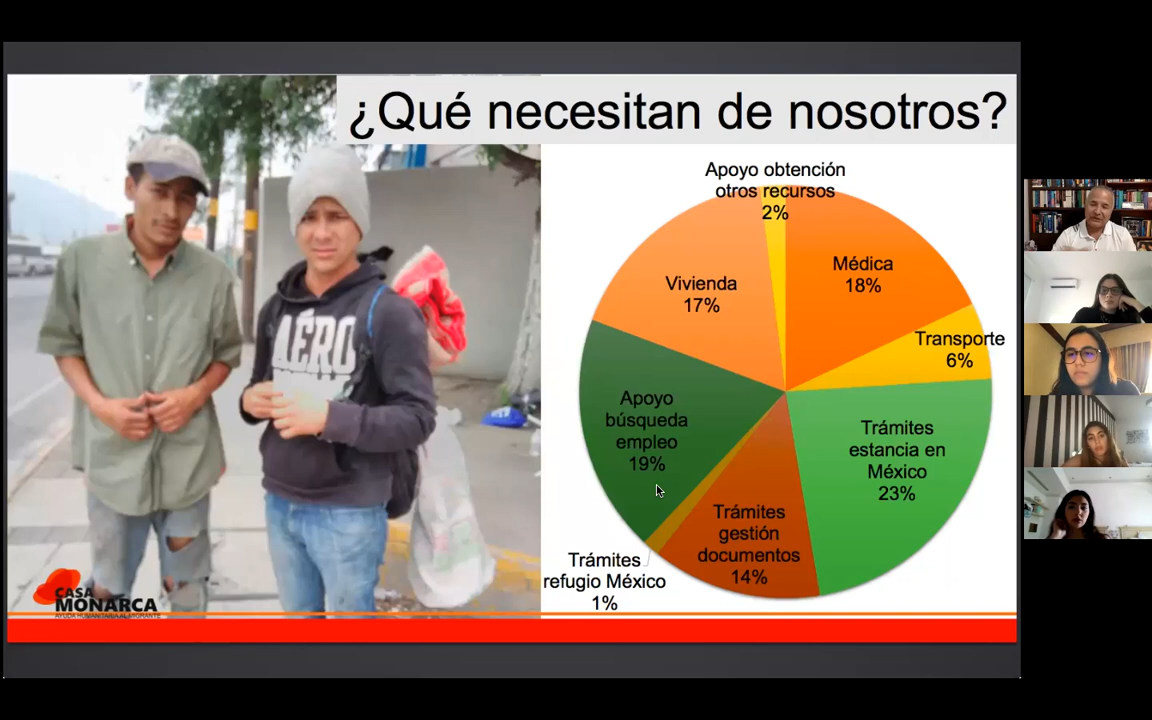 ¿Qué necesitan de nosotros?
Apoyo obtención
otros recursos
2%
Médica
18%
Vivienda
17%
Transporte
6%
Apoyo
búsqueda
empleo
19%
Trámites
estancia en
México
23%
Trámites
gestión
documentos
14%
Trámites
refugio México
1%
AÉRO
CASA
MONARCA
AYUDA HUMANITARIA AL MIGRANTE